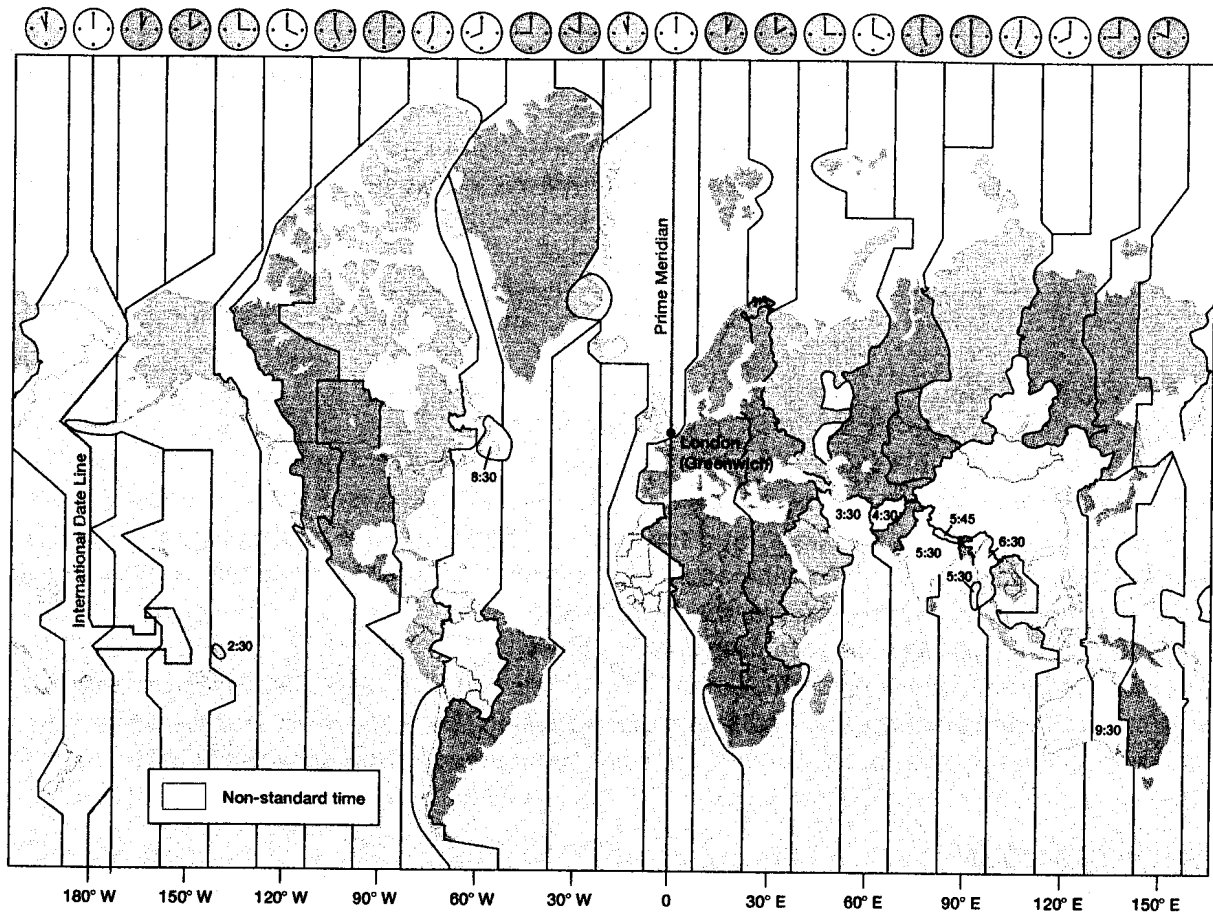 Prime Meridian
London
(Greenwich)
8:30
3:30
4:30
5:45
5:30
6:30
5:30
International Date Line
2:30
9:30
Non-standard time
180° W
150° W
120° W
90° W
60° W
30° W
0
30° E
60° E
90° E
120° E
150° E